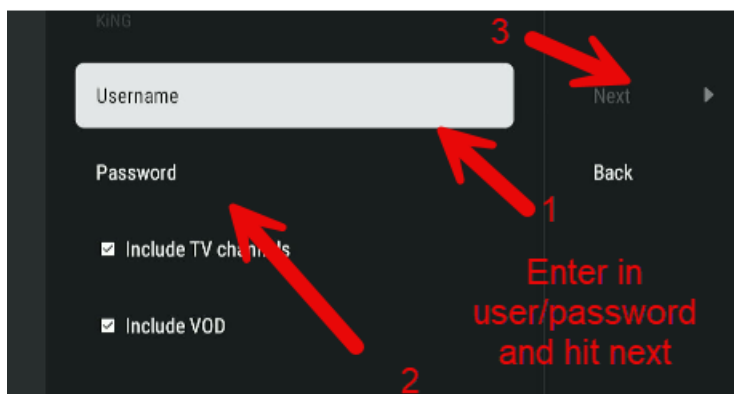 KiNG
3
Username
Next
Password
Back
1
Include TV channels
Enter in
user/password
and hit next
Include VOD
2